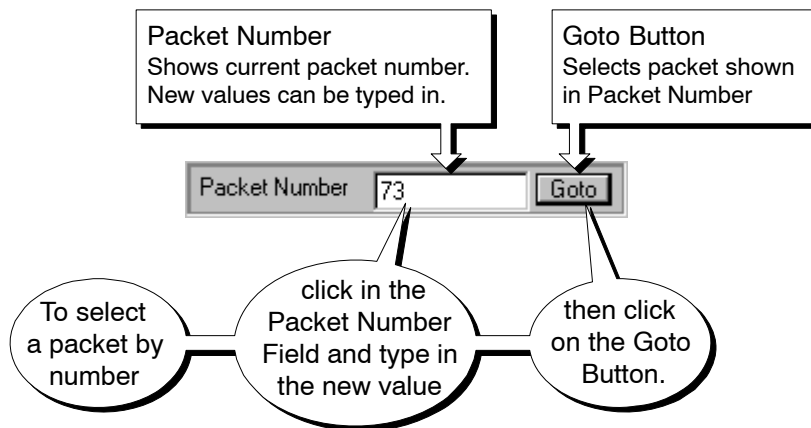 Packet Number
Shows current packet number.
New values can be typed in.
Goto Button
Selects packet shown
in Packet Number
Packet Number 73 Goto
To select
a packet by
number
click in the
Packet Number
Field and type in
the new value
then click
on the Goto
Button.